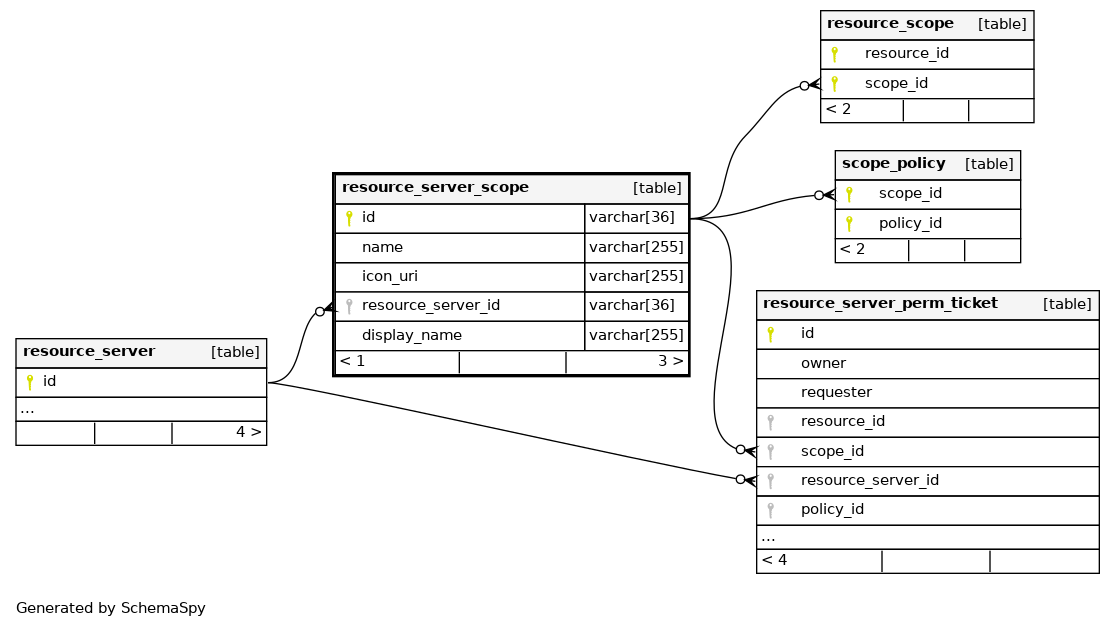 resource_scope [table]
resource_id
scope_id
< 2
scope_policy [table]
scope_id
policy_id
< 2
resource_server_scope [table]
id varchar[36]
name varchar[255]
icon_uri varchar[255]
resource_server_id varchar[36]
display_name varchar[255]
< 1 3 >
resource_server_perm_ticket [table]
id
owner
requester
resource_id
scope_id
resource_server_id
policy_id
...
< 4
resource_server [table]
id
...
4 >
Generated by SchemaSpy